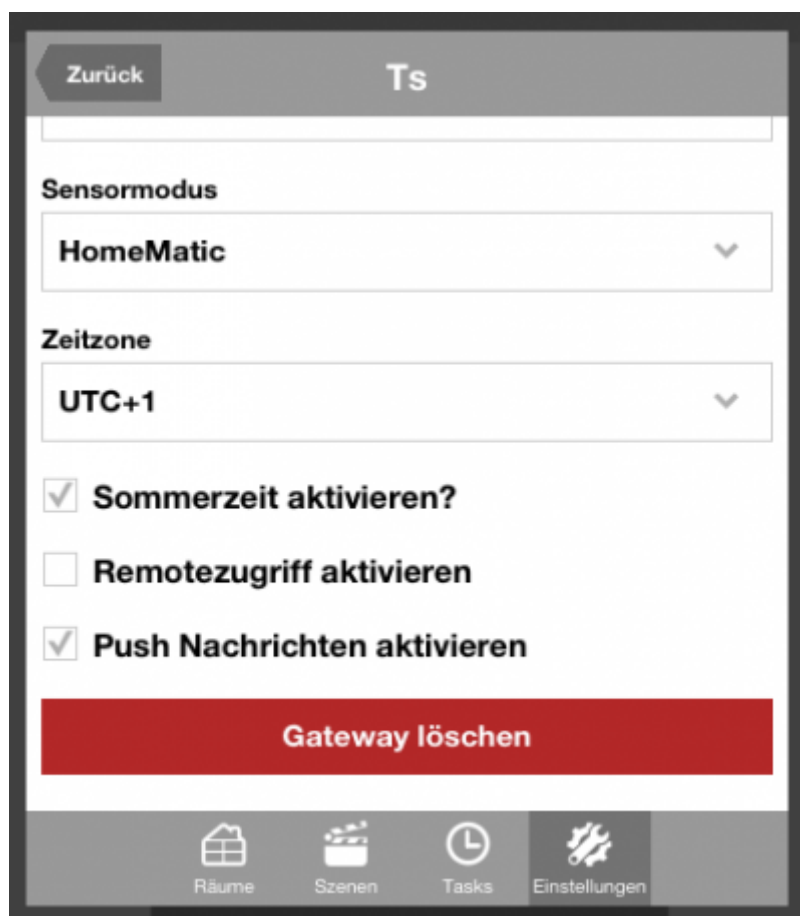 Zurück
Ts
Sensormodus
HomeMatic
Zeitzone
UTC+1
Sommerzeit aktivieren?
Remotezugriff aktivieren
Push Nachrichten aktivieren
Gateway löschen
Räume
Szenen
Tasks
Einstellungen